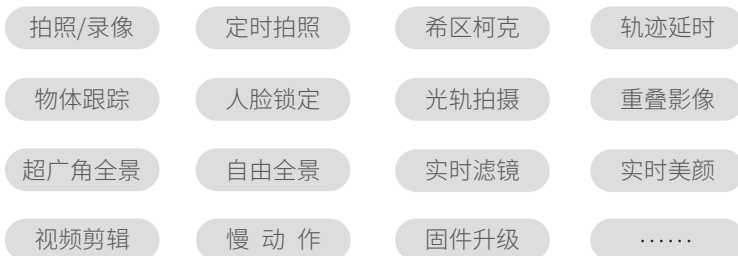 拍照/录像 定时拍照 希区柯克 轨迹延时
物体跟踪 人脸锁定 光轨拍摄 重叠影像
超广角全景 自由全景 实时滤镜 实时美颜
视频剪辑 慢 动 作 固件升级 ······